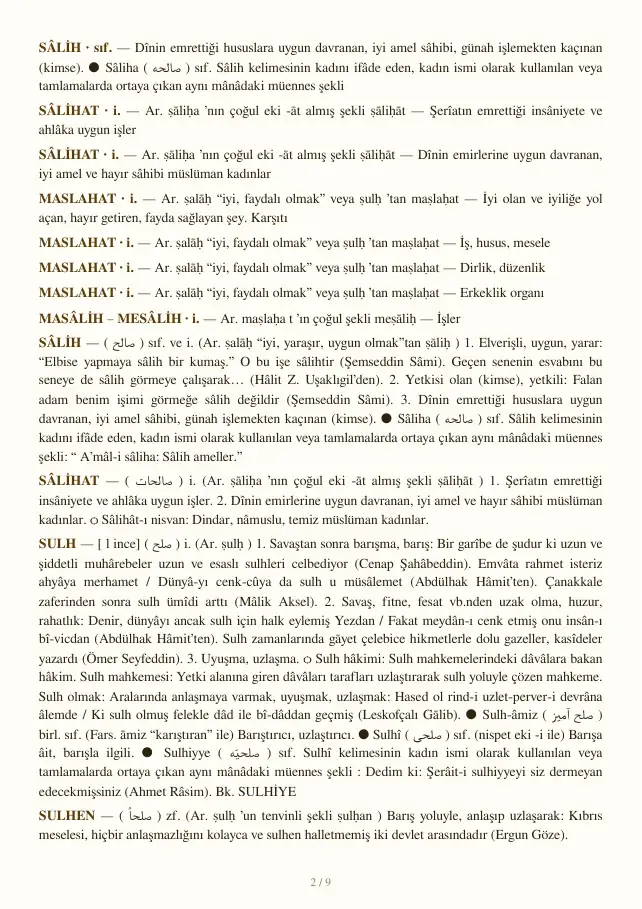 SÂLİH · sıf. — Dînin emrettiği hususlara uygun davranan, iyi amel sâhibi, günah işlemekten kaçınan
(kimse). ● Sâliha ( صالحه ) sıf. Sâlih kelimesinin kadını ifâde eden, kadın ismi olarak kullanılan veya
tamlamalarda ortaya çıkan aynı mânâdaki müennes şekli
SÂLİHAT · i. — Ar. ṣāliḥa ’nın çoğul eki -āt almış şekli ṣāliḥāt — Şerîatın emrettiği insâniyete ve
ahlâka uygun işler
SÂLİHAT · i. — Ar. ṣāliḥa ’nın çoğul eki -āt almış şekli ṣāliḥāt — Dînin emirlerine uygun davranan,
iyi amel ve hayır sâhibi müslüman kadınlar
MASLAHAT · i. — Ar. ṣalāḥ “iyi, faydalı olmak” veya ṣulḥ ’tan maṣlaḥat — İyi olan ve iyiliğe yol
açan, hayır getiren, fayda sağlayan şey. Karşıtı
MASLAHAT · i. — Ar. ṣalāḥ “iyi, faydalı olmak” veya ṣulḥ ’tan maṣlaḥat — İş, husus, mesele
MASLAHAT · i. — Ar. ṣalāḥ “iyi, faydalı olmak” veya ṣulḥ ’tan maṣlaḥat — Dirlik, düzenlik
MASLAHAT · i. — Ar. ṣalāḥ “iyi, faydalı olmak” veya ṣulḥ ’tan maṣlaḥat — Erkeklik organı
MASÂLİH – MESÂLİH · i. — Ar. maṣlaḥa t ’ın çoğul şekli meṣāliḥ — İşler
SÂLİH — ( صالح ) sıf. ve i. (Ar. ṣalāḥ “iyi, yaraşır, uygun olmak”tan ṣāliḥ ) 1. Elverişli, uygun, yarar:
“Elbise yapmaya sâlih bir kumaş.” O bu işe sâlihtir (Şemseddin Sâmi). Geçen senenin esvabını bu
seneye de sâlih görmeye çalışarak… (Hâlit Z. Uşaklıgil’den). 2. Yetkisi olan (kimse), yetkili: Falan
adam benim işimi görmeğe sâlih değildir (Şemseddin Sâmi). 3. Dînin emrettiği hususlara uygun
davranan, iyi amel sâhibi, günah işlemekten kaçınan (kimse). ● Sâliha ( صالحه ) sıf. Sâlih kelimesinin
kadını ifâde eden, kadın ismi olarak kullanılan veya tamlamalarda ortaya çıkan aynı mânâdaki müennes
şekli: “ A’mâl-i sâliha: Sâlih ameller.”
SÂLİHAT — ( صالحات ) i. (Ar. ṣāliḥa ’nın çoğul eki -āt almış şekli ṣāliḥāt ) 1. Şerîatın emrettiği
insâniyete ve ahlâka uygun işler. 2. Dînin emirlerine uygun davranan, iyi amel ve hayır sâhibi müslüman
kadınlar. ѻ Sâlihât-ı nisvan: Dindar, nâmuslu, temiz müslüman kadınlar.
SULH — [ l ince] ( صلح ) i. (Ar. ṣulḥ ) 1. Savaştan sonra barışma, barış: Bir garîbe de şudur ki uzun ve
şiddetli muhârebeler uzun ve esaslı sulhleri celbediyor (Cenap Şahâbeddin). Emvâta rahmet isteriz
ahyâya merhamet / Dünyâ-yı cenk-cûya da sulh u müsâlemet (Abdülhak Hâmit’ten). Çanakkale
zaferinden sonra sulh ümîdi arttı (Mâlik Aksel). 2. Savaş, fitne, fesat vb.nden uzak olma, huzur,
rahatlık: Denir, dünyâyı ancak sulh için halk eylemiş Yezdan / Fakat meydân-ı cenk etmiş onu insân-ı
bî-vicdan (Abdülhak Hâmit’ten). Sulh zamanlarında gāyet çelebice hikmetlerle dolu gazeller, kasîdeler
yazardı (Ömer Seyfeddin). 3. Uyuşma, uzlaşma. ѻ Sulh hâkimi: Sulh mahkemelerindeki dâvâlara bakan
hâkim. Sulh mahkemesi: Yetki alanına giren dâvâları tarafları uzlaştırarak sulh yoluyle çözen mahkeme.
Sulh olmak: Aralarında anlaşmaya varmak, uyuşmak, uzlaşmak: Hased ol rind-i uzlet-perver-i devrâna
âlemde / Ki sulh olmuş felekle dâd ile bî-dâddan geçmiş (Leskofçalı Gālib). ● Sulh-âmiz ( صلح آميز )
birl. sıf. (Fars. āmiz “karıştıran” ile) Barıştırıcı, uzlaştırıcı. ● Sulhî ( صلحى ) sıf. (nispet eki -i ile) Barışa
âit, barışla ilgili. ● Sulhiyye ( صلحيّه ) sıf. Sulhî kelimesinin kadın ismi olarak kullanılan veya
tamlamalarda ortaya çıkan aynı mânâdaki müennes şekli : Dedim ki: Şerâit-i sulhiyyeyi siz dermeyan
edecekmişsiniz (Ahmet Râsim). Bk. SULHİYE
SULHEN — ( صلحاً ) zf. (Ar. ṣulḥ ’un tenvinli şekli ṣulḥan ) Barış yoluyle, anlaşıp uzlaşarak: Kıbrıs
meselesi, hiçbir anlaşmazlığını kolayca ve sulhen halletmemiş iki devlet arasındadır (Ergun Göze).
2 / 9